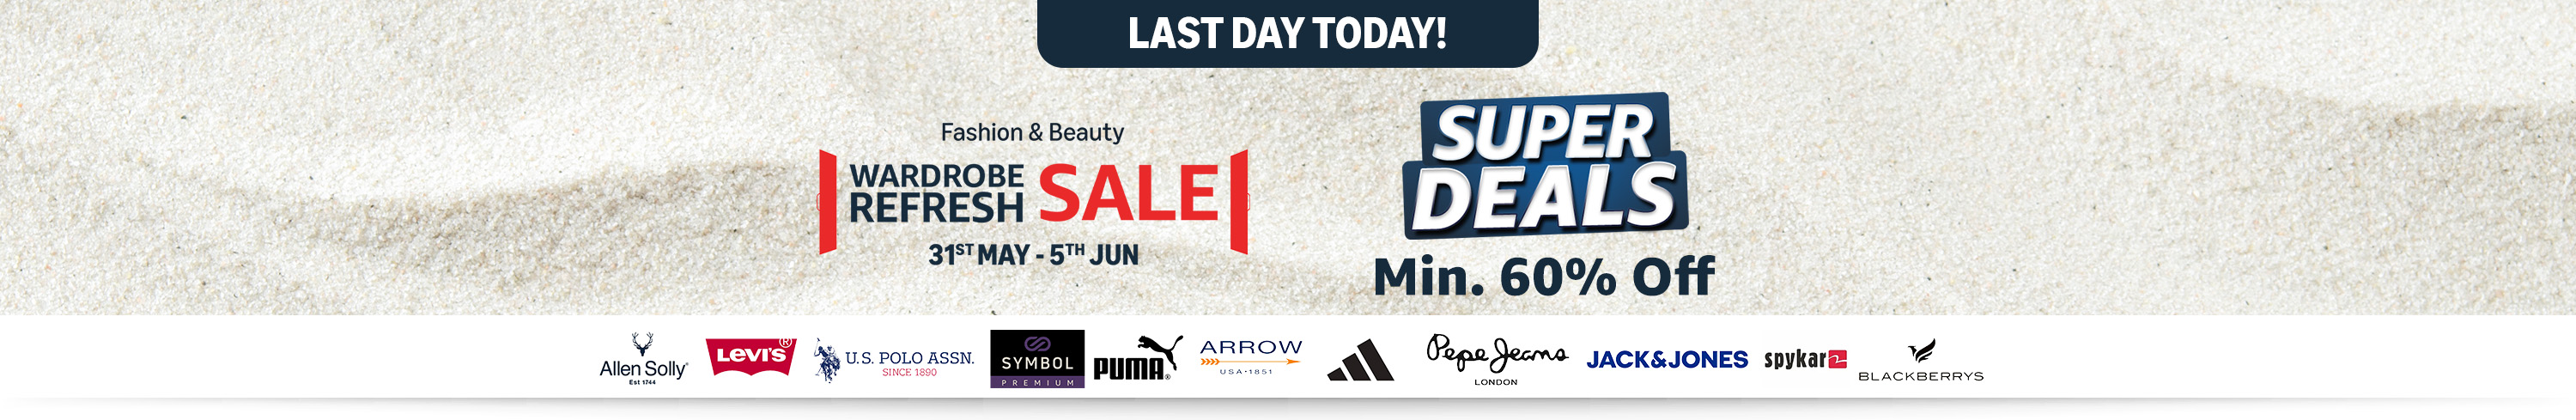 LAST DAY TODAY!
Fashion & Beauty
WARDROBE
REFRESH
SALE
31ST MAY - 5TH JUN
SUPER
DEALS
Min. 60% Off
Allen Solly®
Est 1744
LEVI'S ®
U.S. POLO ASSN.
SINCE 1890
SYMBOL
PREMIUM
PUMA®
ARROW
USA•1851
Pepe Jeans
LONDON
JACK&JONES
spykar
BLACKBERRYS